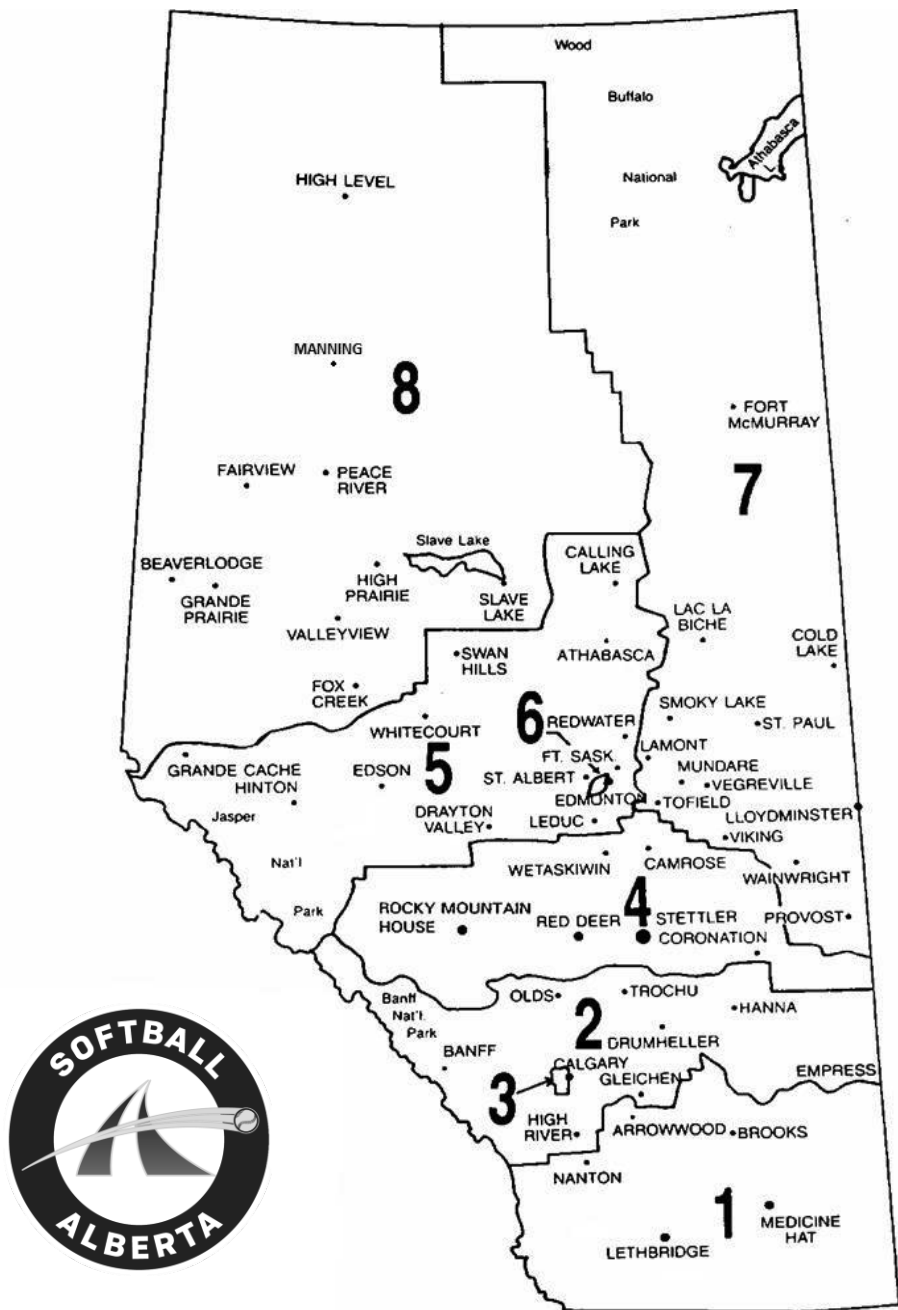 Wood
Buffalo
National
Park
Athabasca
L.
HIGH LEVEL
MANNING
8
FORT
McMURRAY
FAIRVIEW
PEACE
RIVER
7
Slave Lake
BEAVERLODGE
GRANDE
PRAIRIE
HIGH
PRAIRIE
SLAVE
LAKE
CALLING
LAKE
VALLEYVIEW
LAC LA
BICHE
COLD
LAKE
SWAN
HILLS
ATHABASCA
FOX
CREEK
WHITECOURT
6
REDWATER
SMOKY LAKE
ST. PAUL
GRANDE CACHE
HINTON
EDSON
5
FT. SASK.
LAMONT
ST. ALBERT
MUNDARE
VEGREVILLE
EDMONTON
TOFIELD
Jasper
Nat'l
Park
DRAYTON
VALLEY
LEDUC
LLOYDMINSTER
VIKING
WETASKIWIN
CAMROSE
WAINWRIGHT
ROCKY MOUNTAIN
HOUSE
RED DEER
4
STETTLER
CORONATION
PROVOST
Banff
Nat'l.
Park
OLDS
TROCHU
HANNA
2
DRUMHELLER
BANFF
3
CALGARY
GLEICHEN
EMPRESS
HIGH
RIVER
ARROWWOOD
BROOKS
NANTON
1
MEDICINE
HAT
LETHBRIDGE
SOFTBALL
ALBERTA